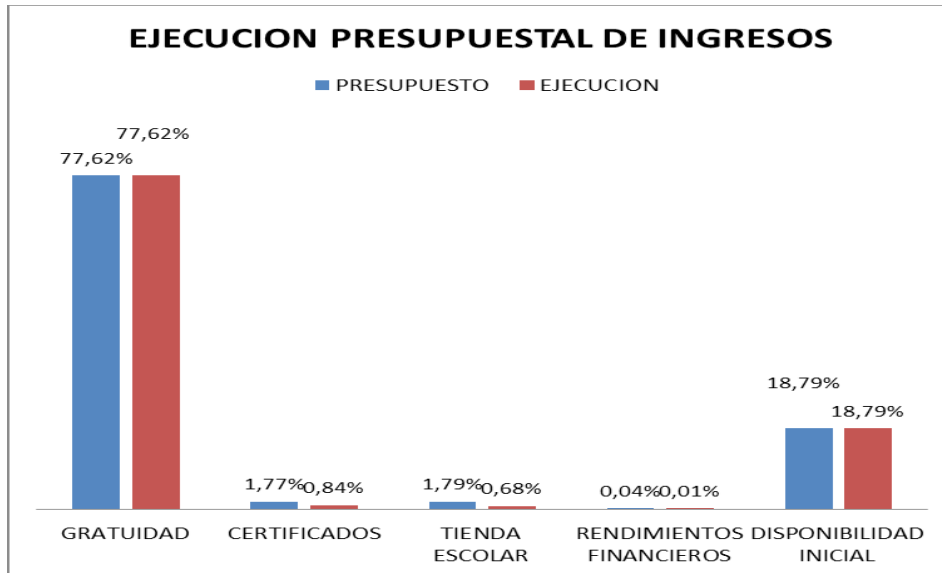 EJECUCION PRESUPUESTAL DE INGRESOS
PRESUPUESTO EJECUCION
77,62%
77,62%
1,77% 0,84%
1,79% 0,68%
0,04% 0,01%
18,79%
18,79%
GRATUIDAD
CERTIFICADOS
TIENDA
ESCOLAR
RENDIMIENTOS
FINANCIEROS
DISPONIBILIDAD
INICIAL